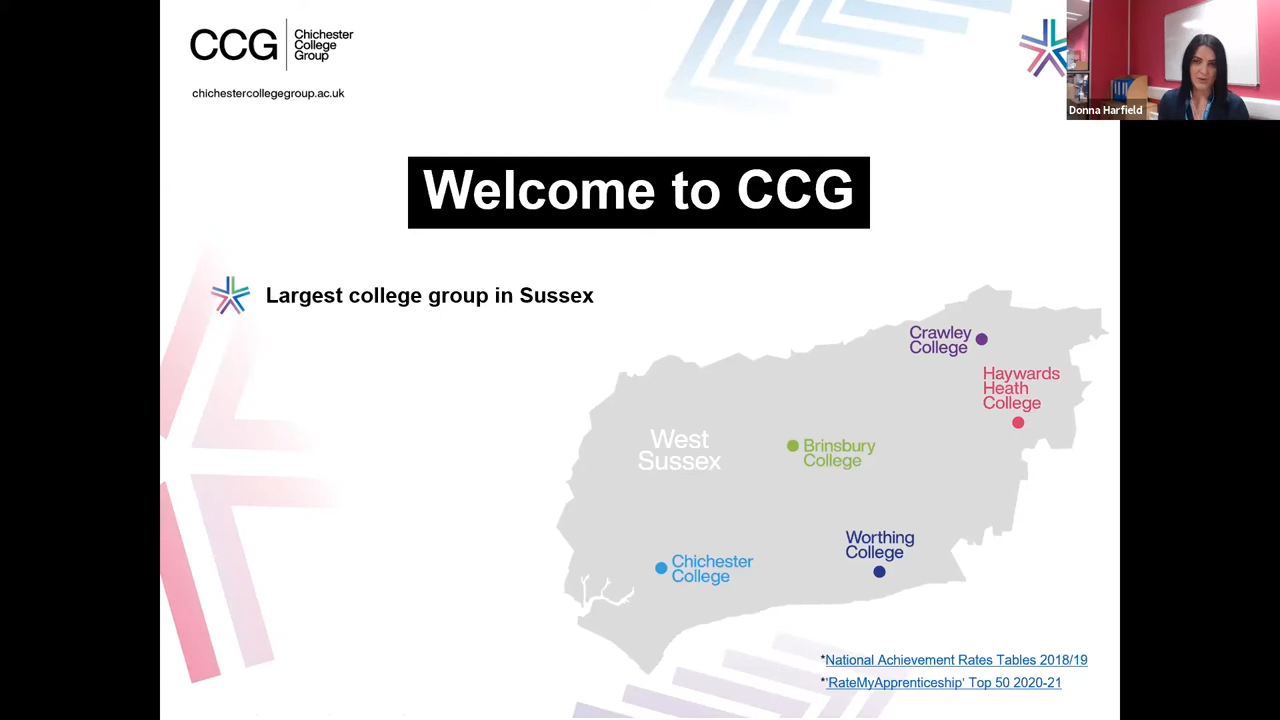 CCG
Chichester
College
Group
chichestercollegegroup.ac.uk
Donna Harfield
Welcome to CCG
Largest college group in Sussex
Crawley
College
Haywards
Heath
College
West
Sussex
Brinsbury
College
Worthing
College
Chichester
College
*National Achievement Rates Tables 2018/19
*'RateMyApprenticeship' Top 50 2020-21